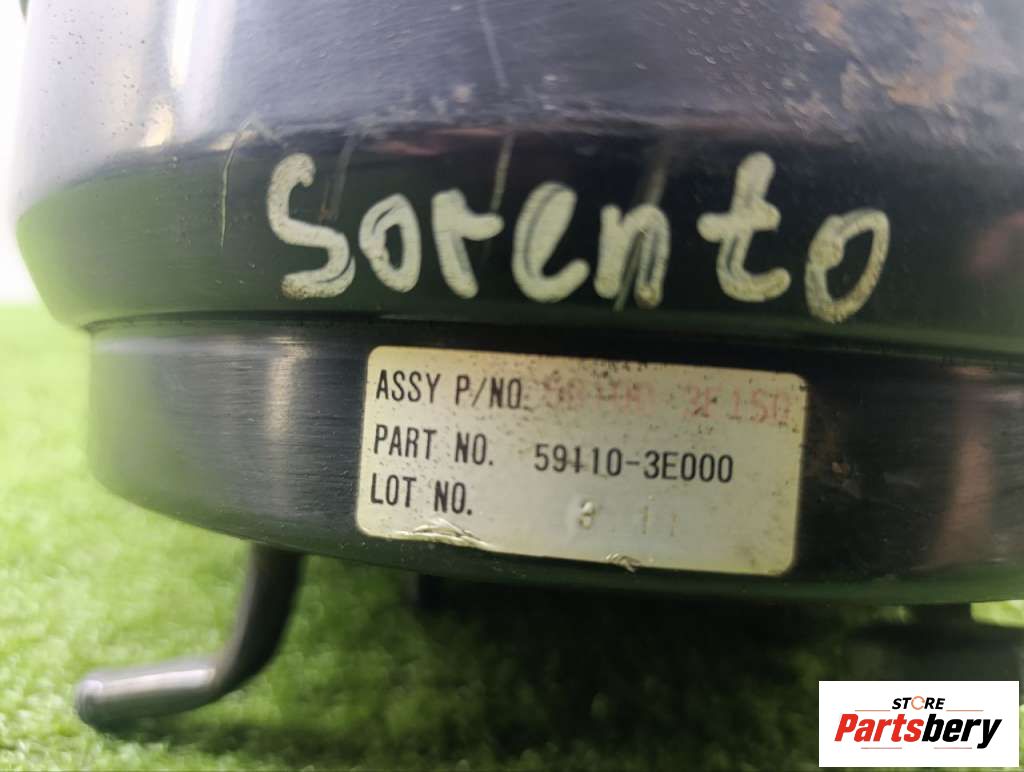 Sorento
ASSY P/NO.
PART NO. 59110-3E000
LOT NO.
STORE
Partsbery